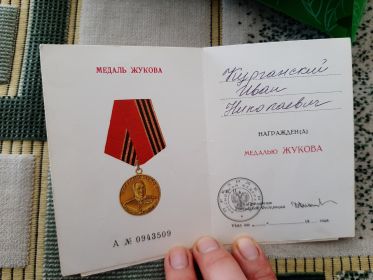 МЕДАЛЬ ЖУКОВА
А № 0943509
Курганский
Иван
Николаевич
НАГРАЖДЕН(А)
МЕДАЛЬЮ ЖУКОВА